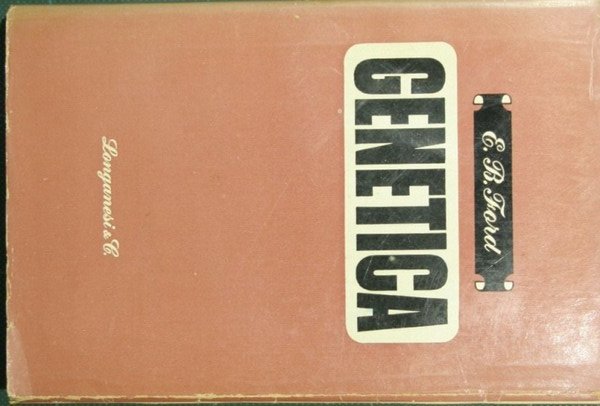 E. B. Ford
GENETICA
Longanesi & C.